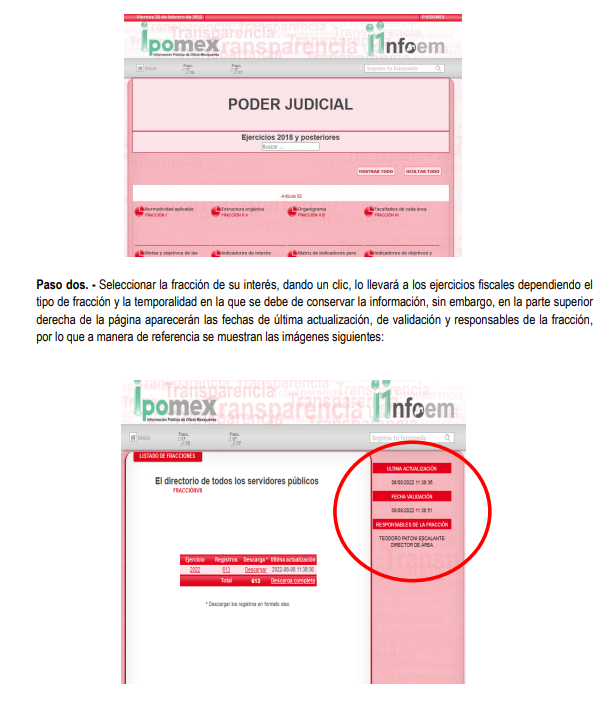 Viernes 26 de febrero de 2022
IPOMEX
Ipomex
Información Pública de Oficio Mexiquense
Infoem
Inicio
Ingresa tu búsqueda
PODER JUDICIAL
Ejercicios 2018 y posteriores
Buscar ...
MOSTRAR TODO OCULTAR TODO
Artículo 92
Normatividad aplicable
FRACCIÓN I
Estructura orgánica
FRACCIÓN II A
Organigrama
FRACCIÓN II B
Facultades de cada área
FRACCIÓN III
Metas y objetivos de las
Indicadores de interés
Matriz de indicadores para
Indicadores de objetivos y
Paso dos. - Seleccionar la fracción de su interés, dando un clic, lo llevará a los ejercicios fiscales dependiendo el
tipo de fracción y la temporalidad en la que se debe de conservar la información, sin embargo, en la parte superior
derecha de la página aparecerán las fechas de última actualización, de validación y responsables de la fracción,
por lo que a manera de referencia se muestran las imágenes siguientes:
Ipomex
Información Pública de Oficio Mexiquense
Infoem
Inicio
Ingresa tu búsqueda
LISTADO DE FRACCIONES
El directorio de todos los servidores públicos
FRACCIÓN VII
Ejercicio Registros Descarga* Última actualización
2022 613 Descargar 2022-08-08 11:38:36
Total 613 Descarga completa
* Descargar los registros en formato xlsx
ULTIMA ACTUALIZACIÓN
08/08/2022 11:38:36
FECHA VALIDACIÓN
08/08/2022 11:38:51
RESPONSABLES DE LA FRACCIÓN
TEODORO PATONI ESCALANTE
DIRECTOR DE ÁREA